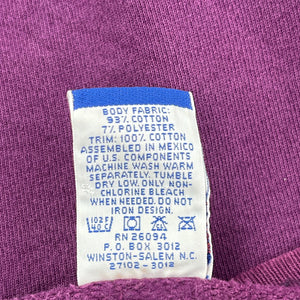 BODY FABRIC:
93% COTTON
7% POLYESTER
TRIM: 100% COTTON
ASSEMBLED IN MEXICO
OF U.S. COMPONENTS
MACHINE WASH WARM
SEPARATELY. TUMBLE
DRY LOW. ONLY NON-
CHLORINE BLEACH
WHEN NEEDED. DO NOT
IRON DESIGN.
102F
40C
RN 26094
P. O. BOX 3012
WINSTON-SALEM N.C.
27102-3012